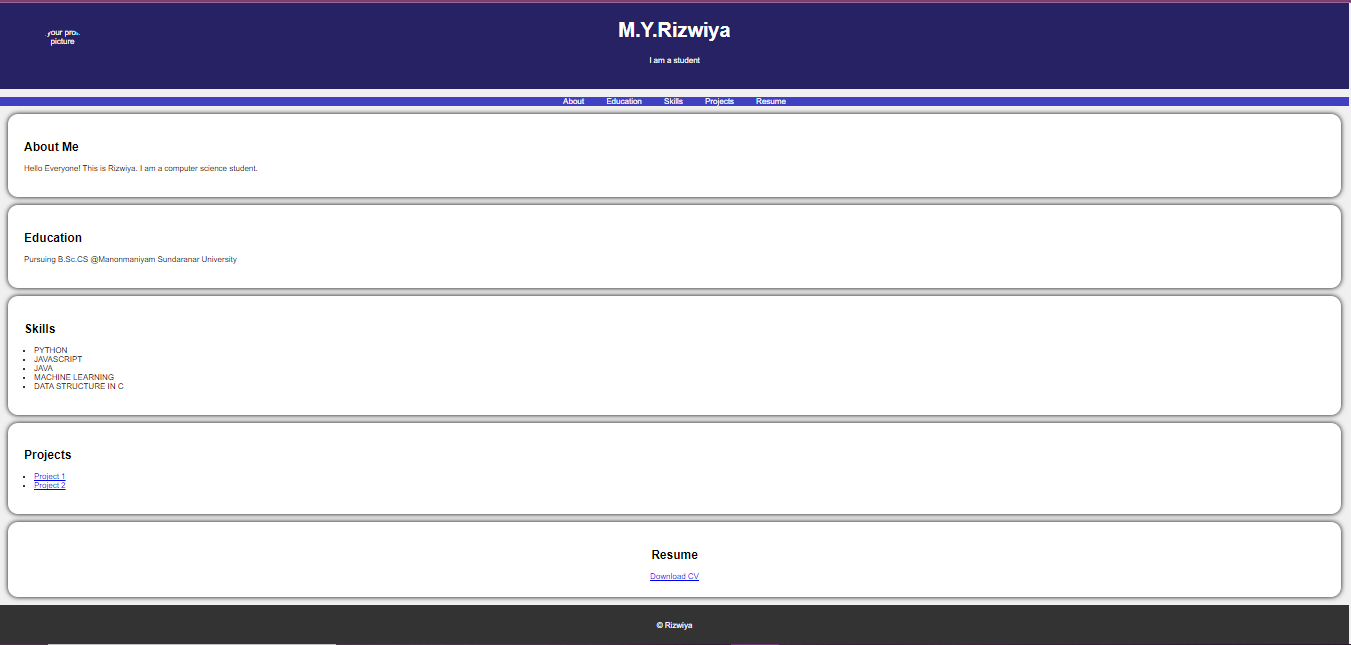 your pro
picture
M.Y.Rizwiya
I am a student
About Education Skills Projects Resume
About Me
Hello Everyone! This is Rizwiya. I am a computer science student.
Education
Pursuing B.Sc.CS @Manonmaniyam Sundaranar University
Skills
PYTHON
JAVASCRIPT
JAVA
MACHINE LEARNING
DATA STRUCTURE IN C
Projects
Project 1
Project 2
Resume
Download CV
© Rizwiya